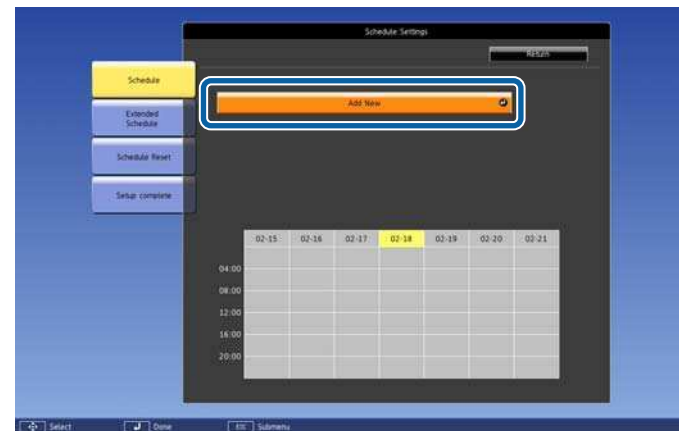 Schedule Settings
Return
Schedule
Add New
Extended
Schedule
Schedule Reset
Setup complete
02-15 02-16 02-17 02-18 02-19 02-20 02-21
04:00
08:00
12:00
16:00
20:00
Select Done Esc Submenu